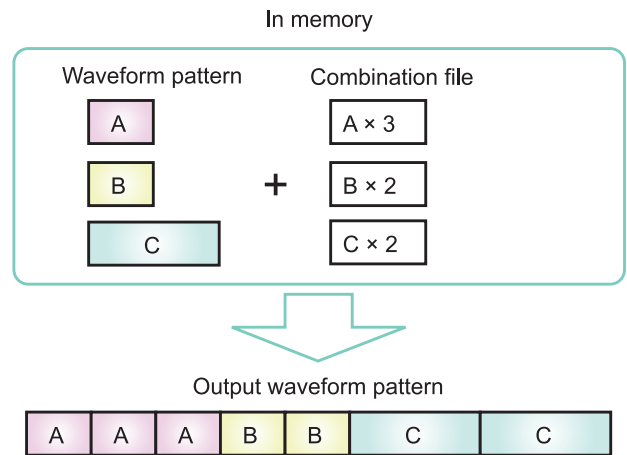 In memory
Waveform pattern Combination file
A A × 3
B + B × 2
C C × 2
Output waveform pattern
A A A B B C C